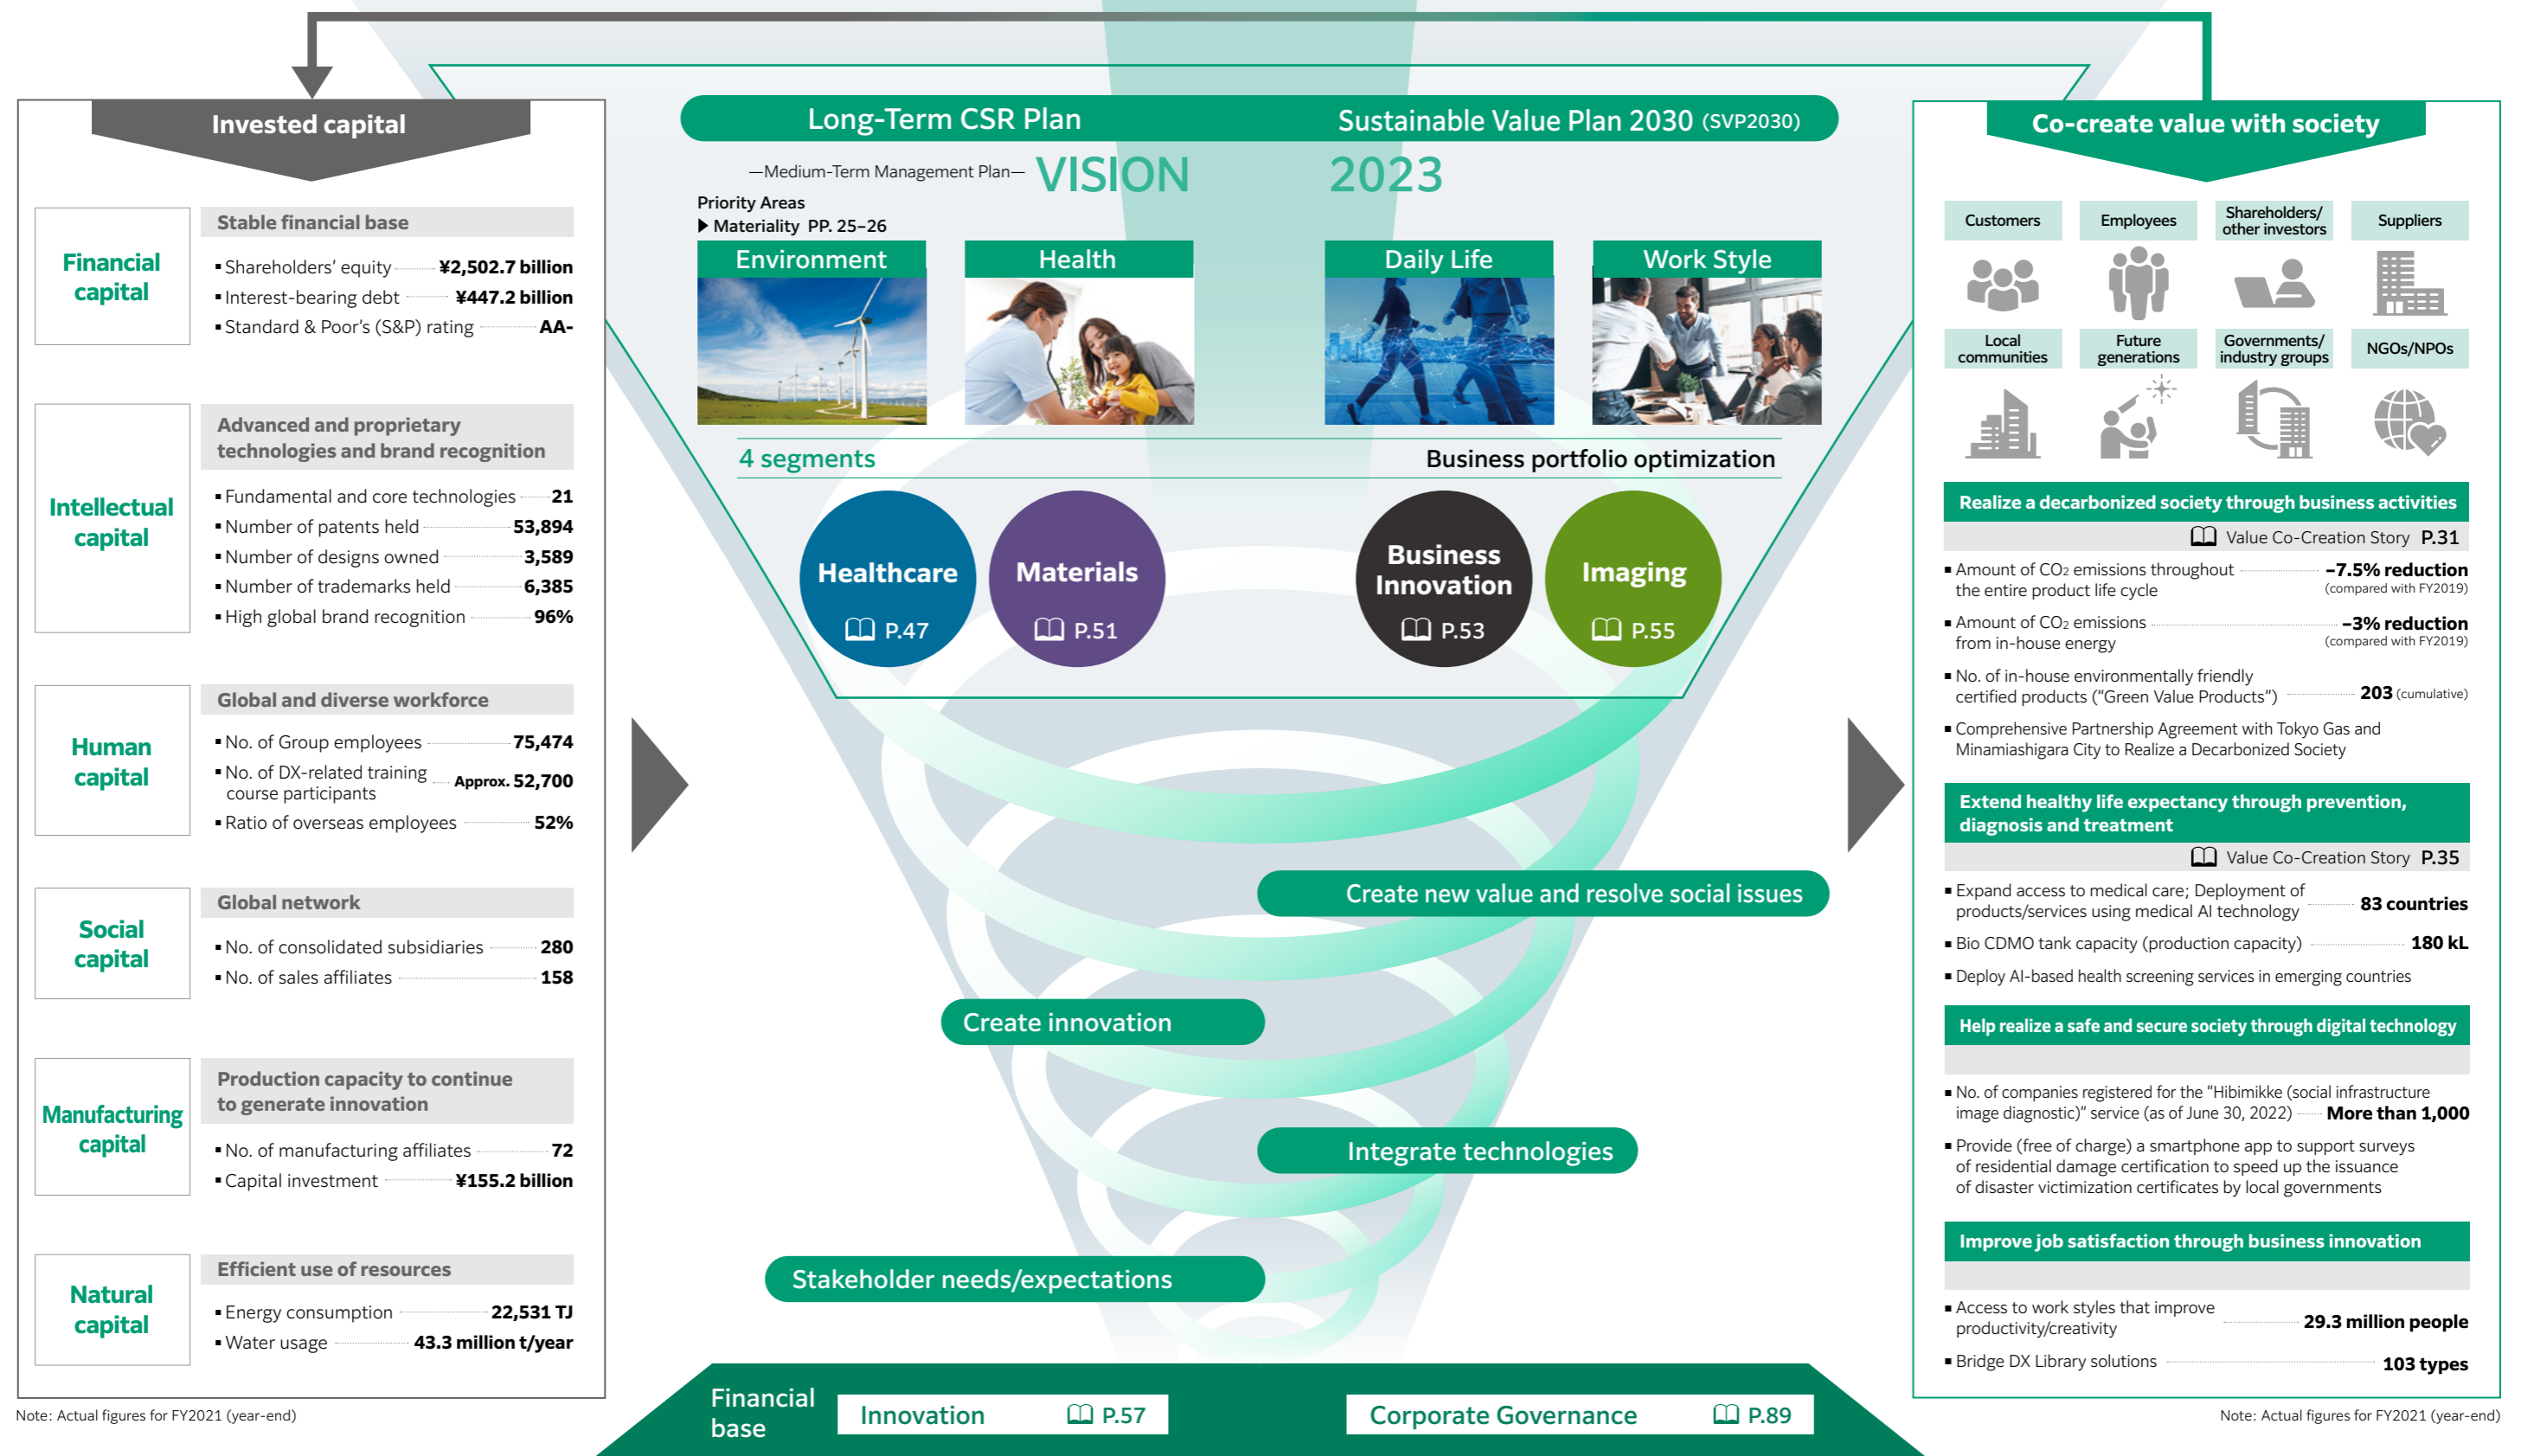 Invested capital
Financial
capital
Stable financial base
▪ Shareholders’ equity ¥2,502.7 billion
▪ Interest-bearing debt ¥447.2 billion
▪ Standard & Poor’s (S&P) rating AA-
Intellectual
capital
Advanced and proprietary
technologies and brand recognition
▪ Fundamental and core technologies 21
▪ Number of patents held 53,894
▪ Number of designs owned 3,589
▪ Number of trademarks held 6,385
▪ High global brand recognition 96%
Human
capital
Global and diverse workforce
▪ No. of Group employees 75,474
▪ No. of DX-related training
course participants Approx. 52,700
▪ Ratio of overseas employees 52%
Social
capital
Global network
▪ No. of consolidated subsidiaries 280
▪ No. of sales affiliates 158
Manufacturing
capital
Production capacity to continue
to generate innovation
▪ No. of manufacturing affiliates 72
▪ Capital investment ¥155.2 billion
Natural
capital
Efficient use of resources
▪ Energy consumption 22,531 TJ
▪ Water usage 43.3 million t/year
Note: Actual figures for FY2021 (year-end)
Long-Term CSR Plan Sustainable Value Plan 2030 (SVP2030)
—Medium-Term Management Plan— VISION 2023
Priority Areas
▶ Materiality PP. 25–26
Environment
Health
Daily Life
Work Style
4 segments
Business portfolio optimization
Healthcare
P.47
Materials
P.51
Business
Innovation
P.53
Imaging
P.55
Create new value and resolve social issues
Create innovation
Integrate technologies
Stakeholder needs/expectations
Financial
base
Innovation P.57
Corporate Governance P.89
Co-create value with society
Customers
Employees
Shareholders/
other investors
Suppliers
Local
communities
Future
generations
Governments/
industry groups
NGOs/NPOs
Realize a decarbonized society through business activities
Value Co-Creation Story P.31
▪ Amount of CO2 emissions throughout –7.5% reduction
the entire product life cycle (compared with FY2019)
▪ Amount of CO2 emissions –3% reduction
from in-house energy (compared with FY2019)
▪ No. of in-house environmentally friendly
certified products (“Green Value Products”) 203 (cumulative)
▪ Comprehensive Partnership Agreement with Tokyo Gas and
Minamiashigara City to Realize a Decarbonized Society
Extend healthy life expectancy through prevention,
diagnosis and treatment
Value Co-Creation Story P.35
▪ Expand access to medical care; Deployment of
products/services using medical AI technology 83 countries
▪ Bio CDMO tank capacity (production capacity) 180 kL
▪ Deploy AI-based health screening services in emerging countries
Help realize a safe and secure society through digital technology
▪ No. of companies registered for the “Hibimikke (social infrastructure
image diagnostic)” service (as of June 30, 2022) More than 1,000
▪ Provide (free of charge) a smartphone app to support surveys
of residential damage certification to speed up the issuance
of disaster victimization certificates by local governments
Improve job satisfaction through business innovation
▪ Access to work styles that improve
productivity/creativity 29.3 million people
▪ Bridge DX Library solutions 103 types
Note: Actual figures for FY2021 (year-end)